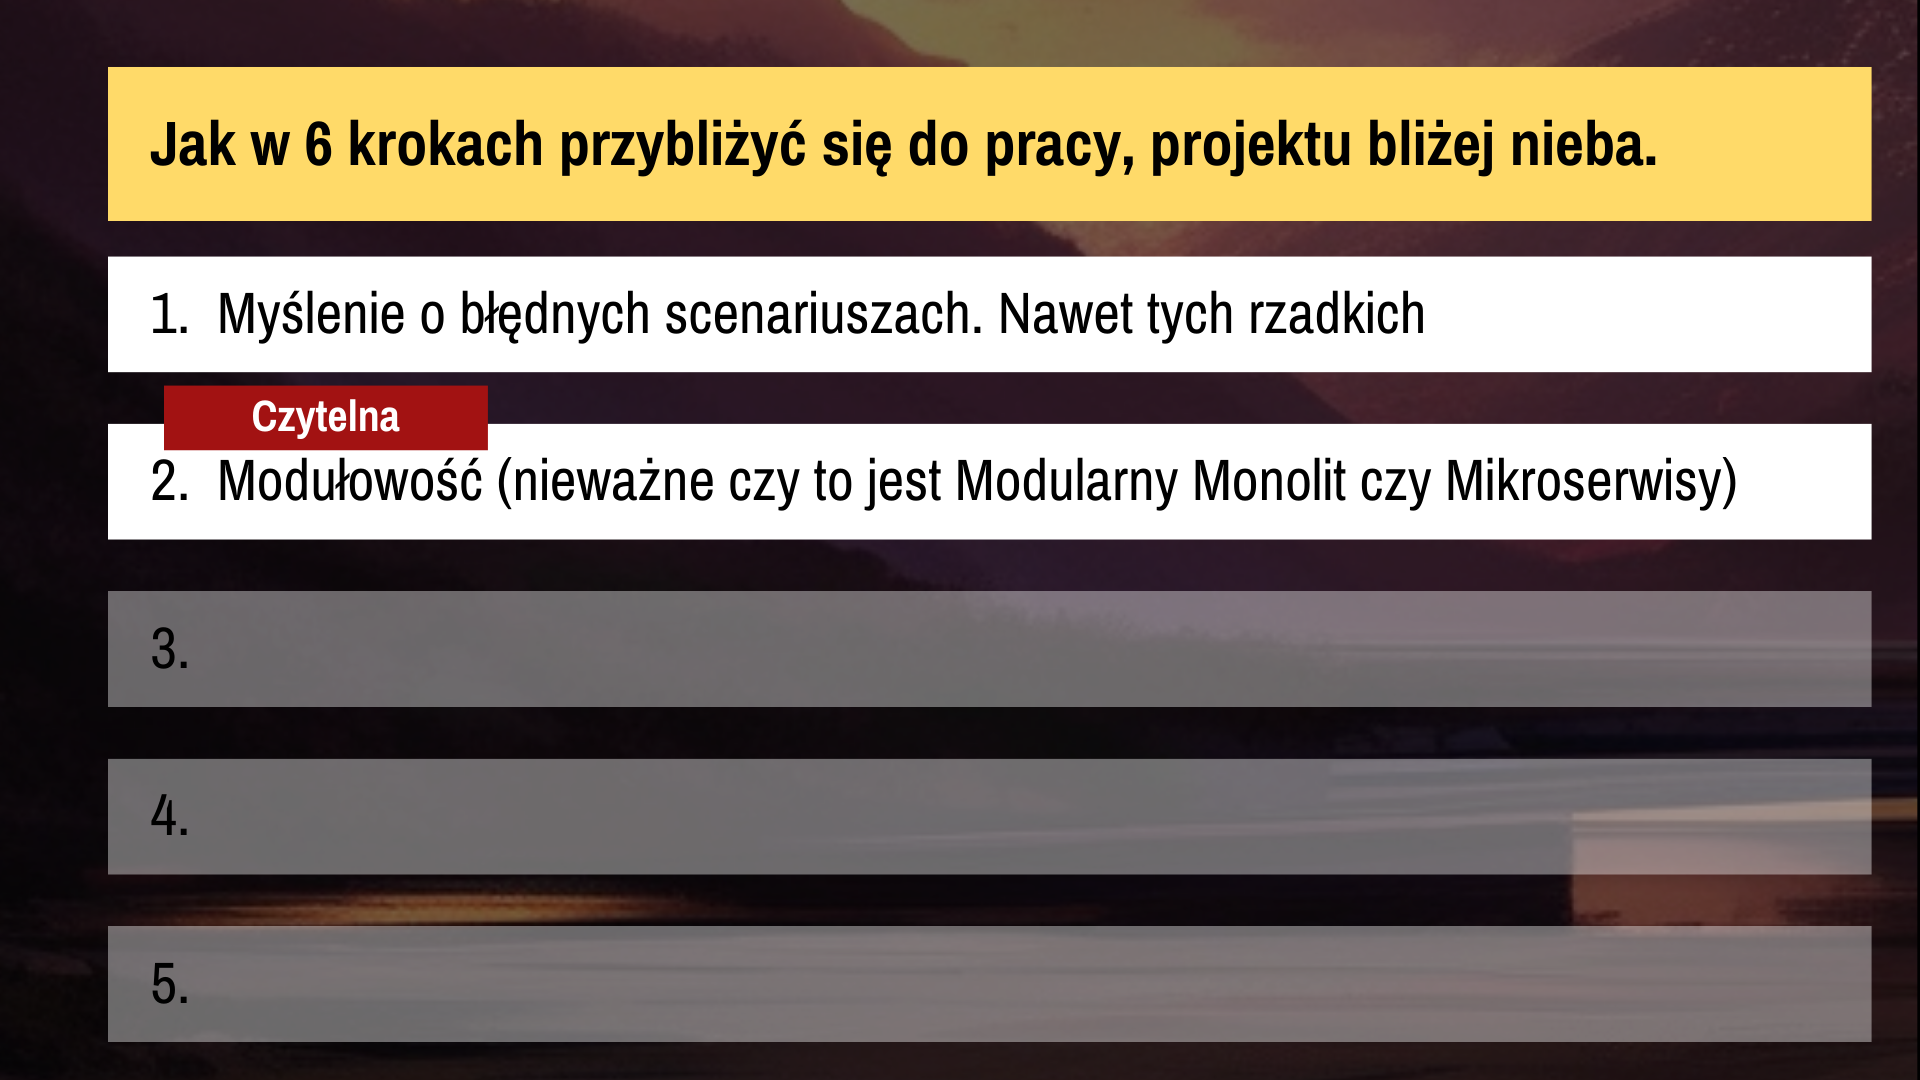 Jak w 6 krokach przybliżyć się do pracy, projektu bliżej nieba.
1. Myślenie o błędnych scenariuszach. Nawet tych rzadkich
Czytelna
2. Modułowość (nieważne czy to jest Modularny Monolit czy Mikroserwisy)
3.
4.
5.